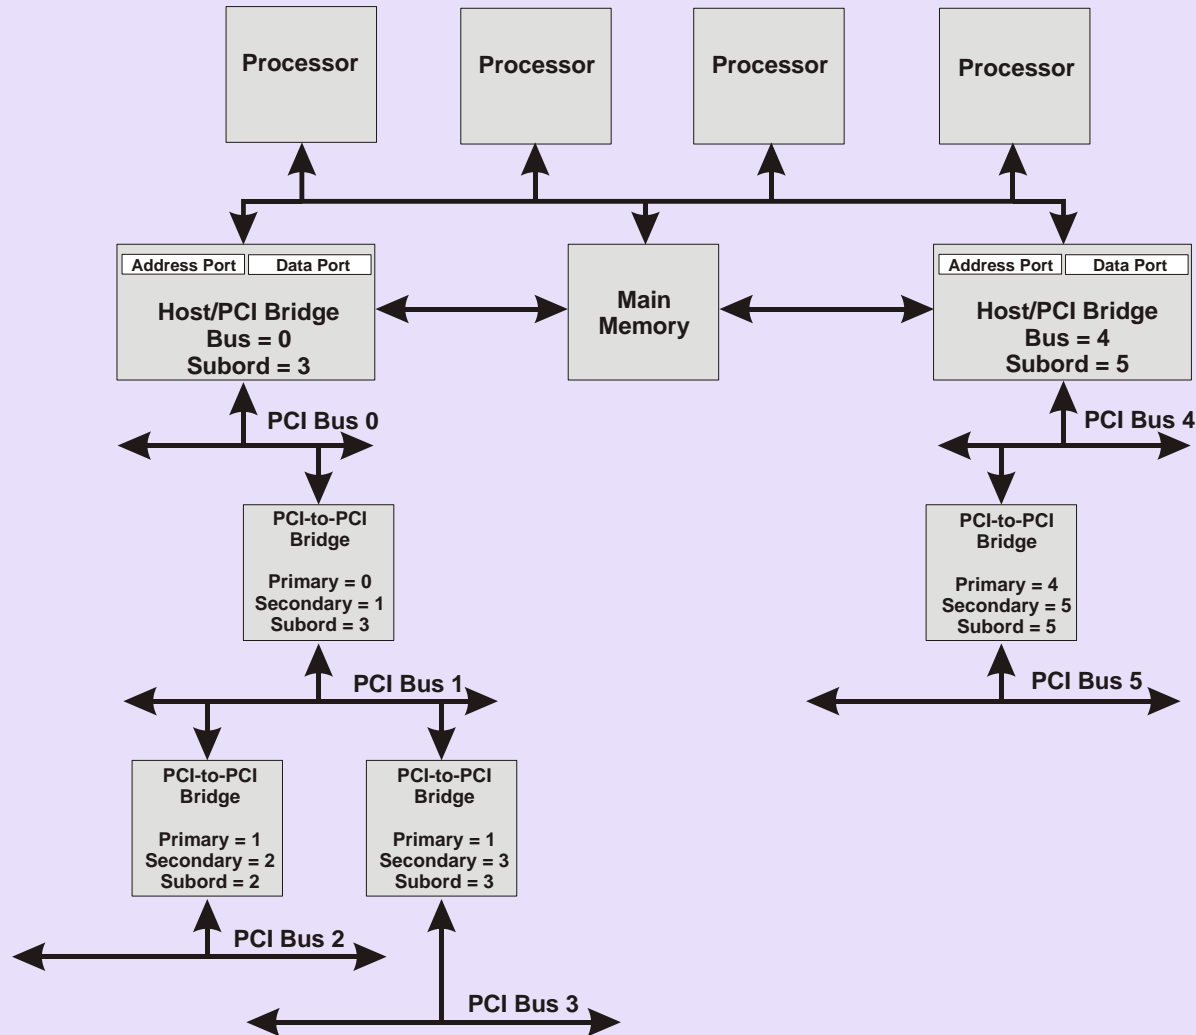 Processor
Processor
Processor
Processor
Address Port
Data Port
Host/PCI Bridge
Bus = 0
Subord = 3
Main
Memory
Address Port
Data Port
Host/PCI Bridge
Bus = 4
Subord = 5
PCI Bus 0
PCI Bus 4
PCI-to-PCI
Bridge
Primary = 0
Secondary = 1
Subord = 3
PCI-to-PCI
Bridge
Primary = 4
Secondary = 5
Subord = 5
PCI Bus 1
PCI Bus 5
PCI-to-PCI
Bridge
Primary = 1
Secondary = 2
Subord = 2
PCI-to-PCI
Bridge
Primary = 1
Secondary = 3
Subord = 3
PCI Bus 2
PCI Bus 3